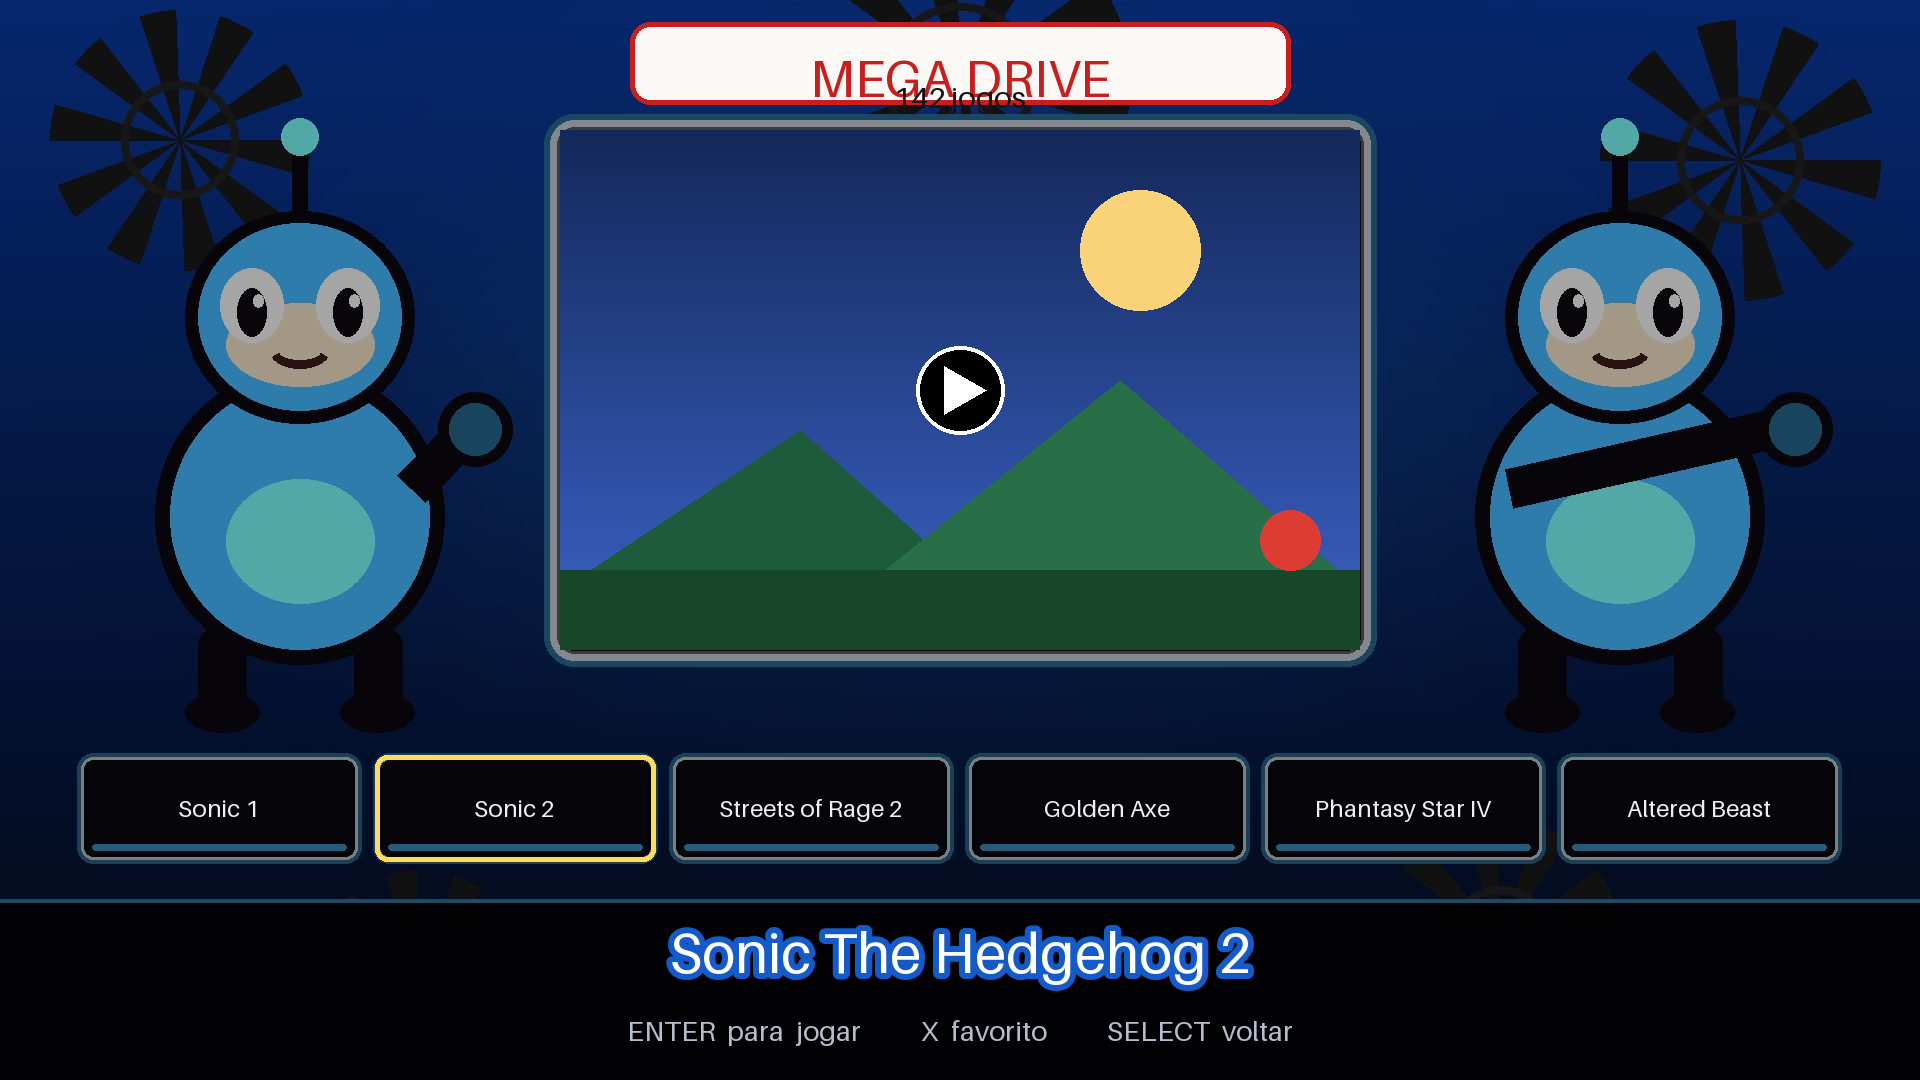 MEGA DRIVE
142 jogos
Sonic 1
Sonic 2
Streets of Rage 2
Golden Axe
Phantasy Star IV
Altered Beast
Sonic The Hedgehog 2
ENTER para jogar X favorito SELECT voltar